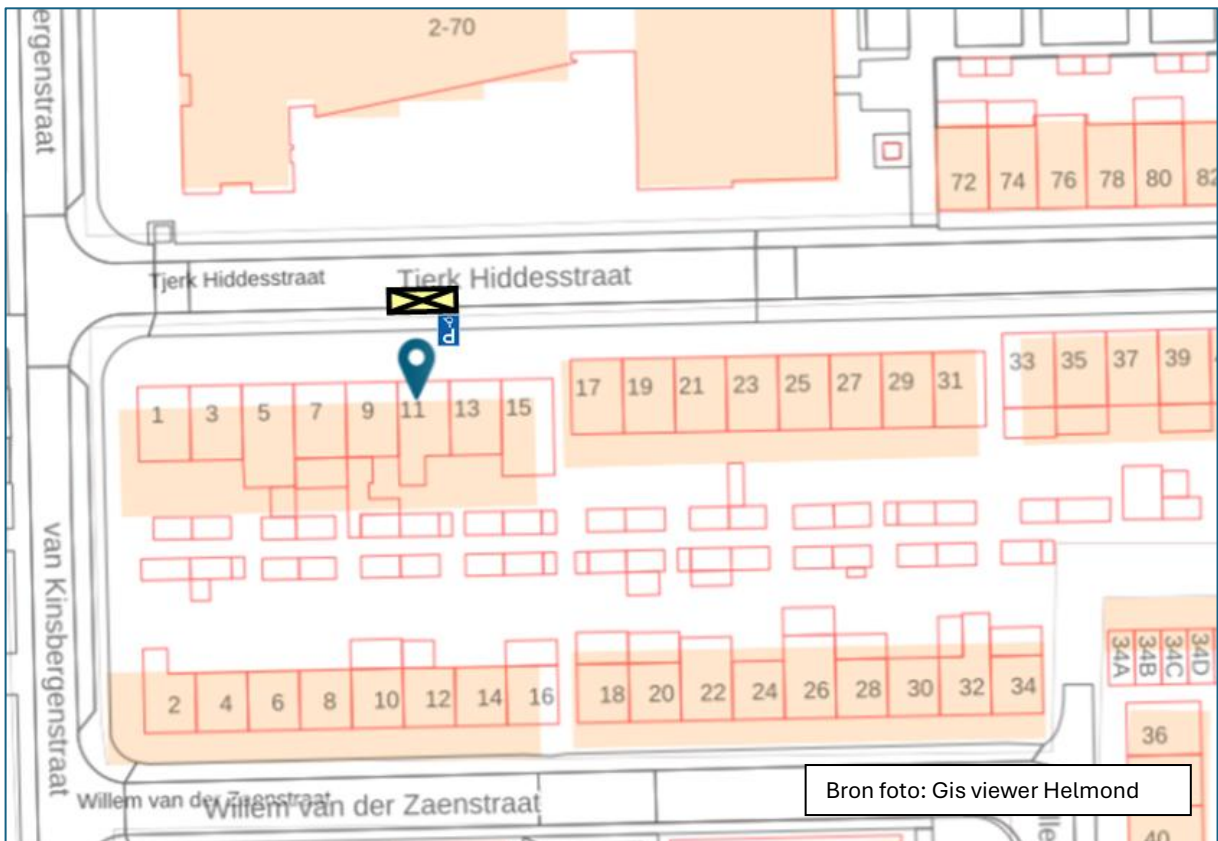 ergenstraat
2-70
72 74 76 78 80 82
Tjerk Hiddesstraat
Tjerk Hiddesstraat
P
1 3 5 7 9 11 13 15
17 19 21 23 25 27 29 31
33 35 37 39
van Kinsbergenstraat
34A 34B 34C 34D
2 4 6 8 10 12 14 16
18 20 22 24 26 28 30 32 34
36
Willem van der Zaenstraat
Willem van der Zaenstraat
Bron foto: Gis viewer Helmond
40